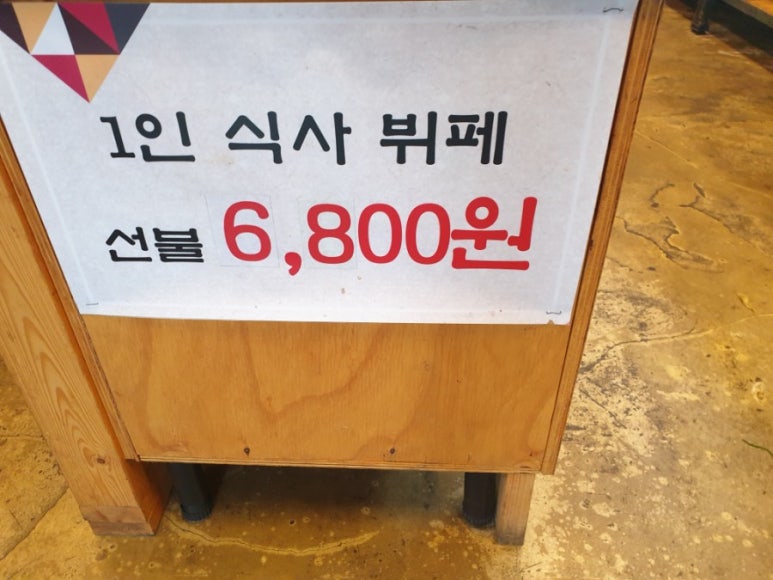 1인 식사 뷔페
선불 6,800원